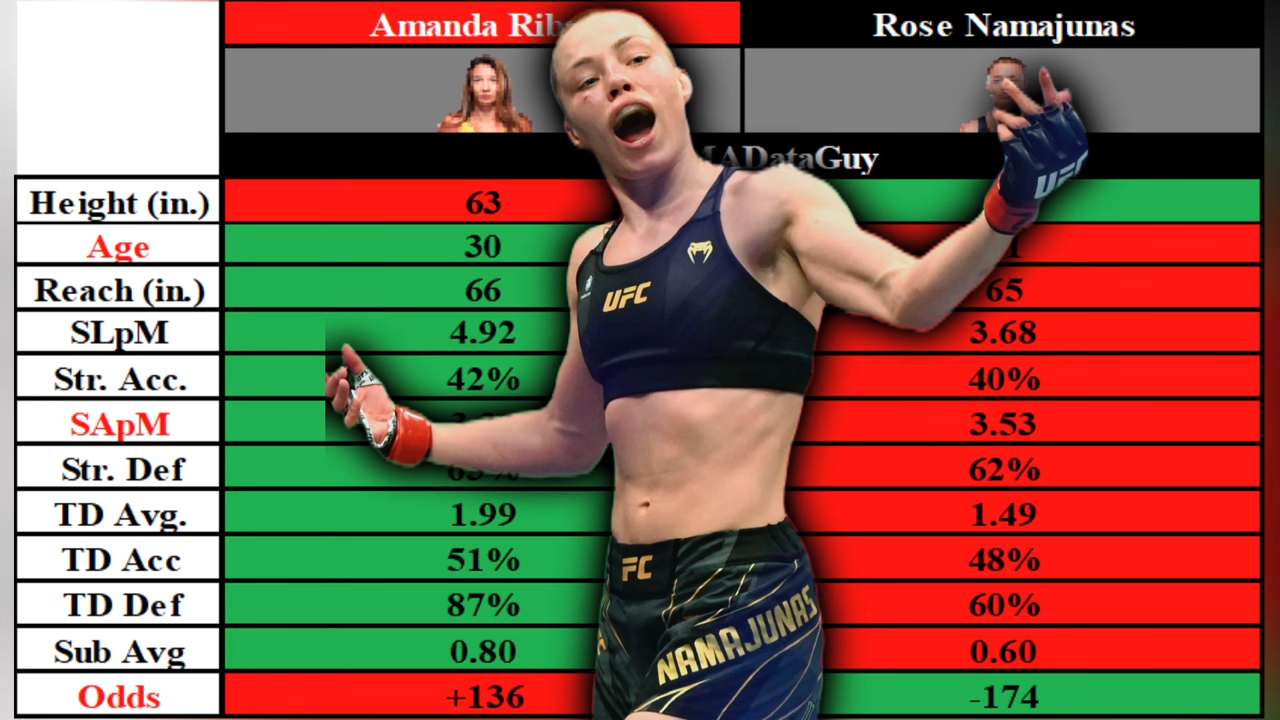 Amanda Rib
Rose Namajunas
MADataGuy
Height (in.) 63
Age 30
Reach (in.) 66 65
SLpM 4.92 3.68
Str. Acc. 42% 40%
SApM 3.53
Str. Def 62%
TD Avg. 1.99 1.49
TD Acc 51% 48%
TD Def 87% 60%
Sub Avg 0.80 0.60
Odds +136 -174
UFC
UFC
FC
NAMAJUNAS